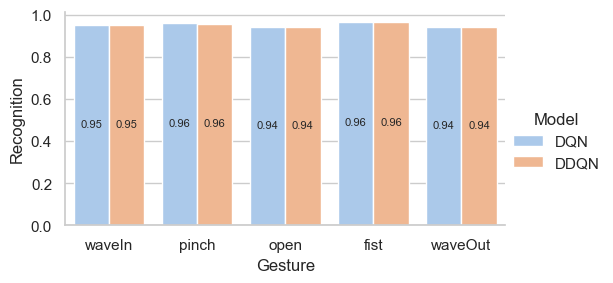 Recognition
1.0
0.8
0.6
0.4
0.2
0.0
0.95 0.95 0.96 0.96 0.94 0.94 0.96 0.96 0.94 0.94
waveIn pinch open fist waveOut
Gesture
Model
DQN
DDQN